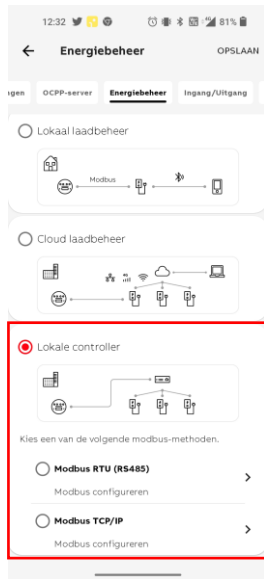 12:32 81%
Energiebeheer OPSLAAN
gen OCPP-server Energiebeheer Ingang/Uitgang
Lokaal laadbeheer
Modbus
Cloud laadbeheer
4G
Lokale controller
Kies een van de volgende modbus-methoden.
Modbus RTU (RS485)
Modbus configureren
Modbus TCP/IP
Modbus configureren